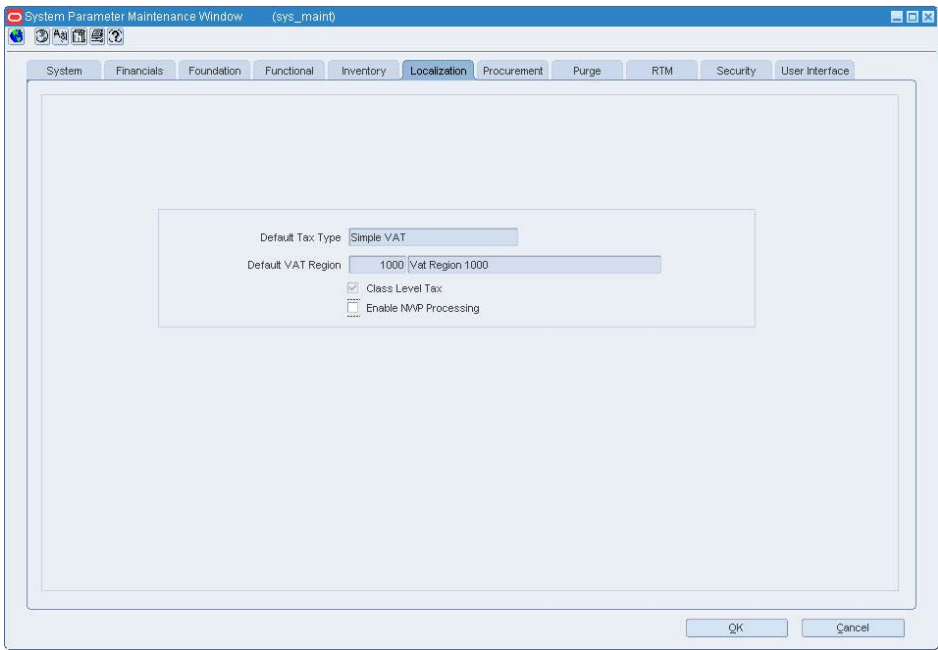 System Parameter Maintenance Window (sys_maint)
System Financials Foundation Functional Inventory Localization Procurement Purge RTM Security User Interface
Default Tax Type Simple VAT
Default VAT Region 1000 Vat Region 1000
Class Level Tax
Enable NWP Processing
OK Cancel